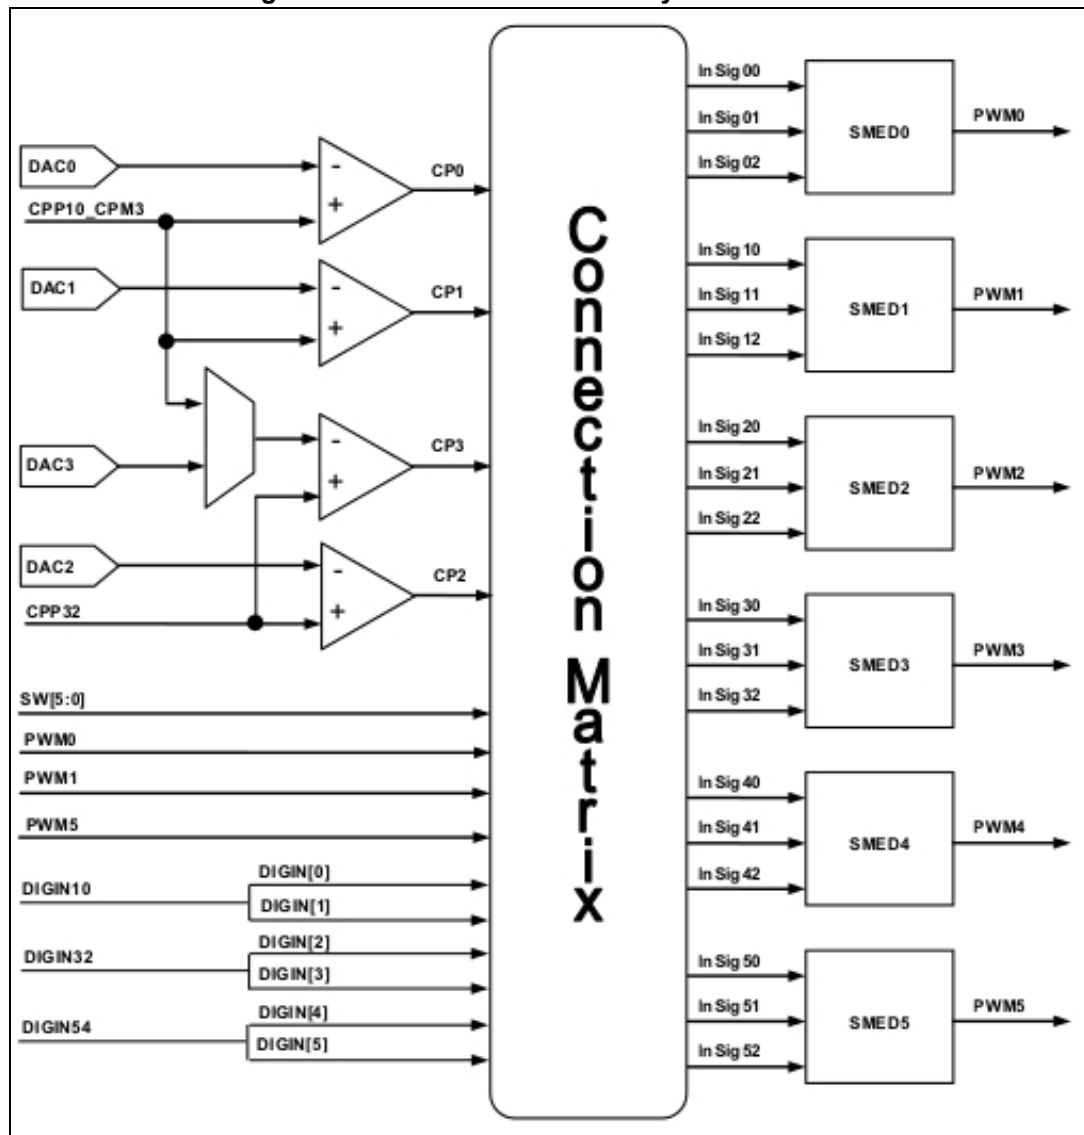 DAC0
CPP10_CPM3
-
+
CP0
DAC1
-
+
CP1
DAC3
-
+
CP3
DAC2
CPP32
-
+
CP2
SW[5:0]
PWM0
PWM1
PWM5
DIGIN10
DIGIN[0]
DIGIN[1]
DIGIN32
DIGIN[2]
DIGIN[3]
DIGIN54
DIGIN[4]
DIGIN[5]
Connection Matrix
In Sig 00
In Sig 01
In Sig 02
SMED0
PWM0
In Sig 10
In Sig 11
In Sig 12
SMED1
PWM1
In Sig 20
In Sig 21
In Sig 22
SMED2
PWM2
In Sig 30
In Sig 31
In Sig 32
SMED3
PWM3
In Sig 40
In Sig 41
In Sig 42
SMED4
PWM4
In Sig 50
In Sig 51
In Sig 52
SMED5
PWM5